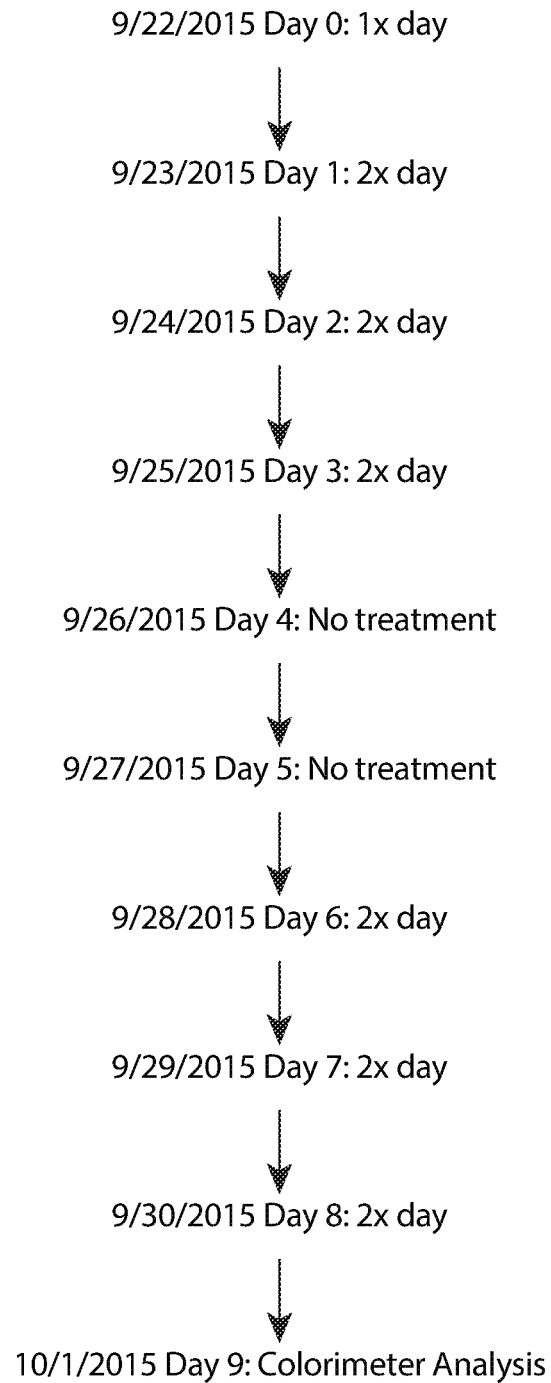 9/22/2015 Day 0: 1x day
9/23/2015 Day 1: 2x day
9/24/2015 Day 2: 2x day
9/25/2015 Day 3: 2x day
9/26/2015 Day 4: No treatment
9/27/2015 Day 5: No treatment
9/28/2015 Day 6: 2x day
9/29/2015 Day 7: 2x day
9/30/2015 Day 8: 2x day
10/1/2015 Day 9: Colorimeter Analysis